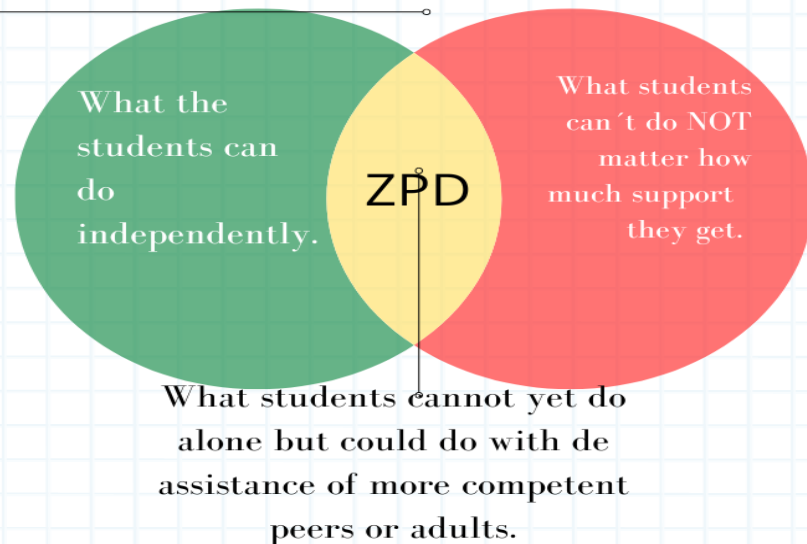 What the
students can
do
independently.
ZPD
What students
can´t do NOT
matter how
much support
they get.
What students cannot yet do
alone but could do with de
assistance of more competent
peers or adults.